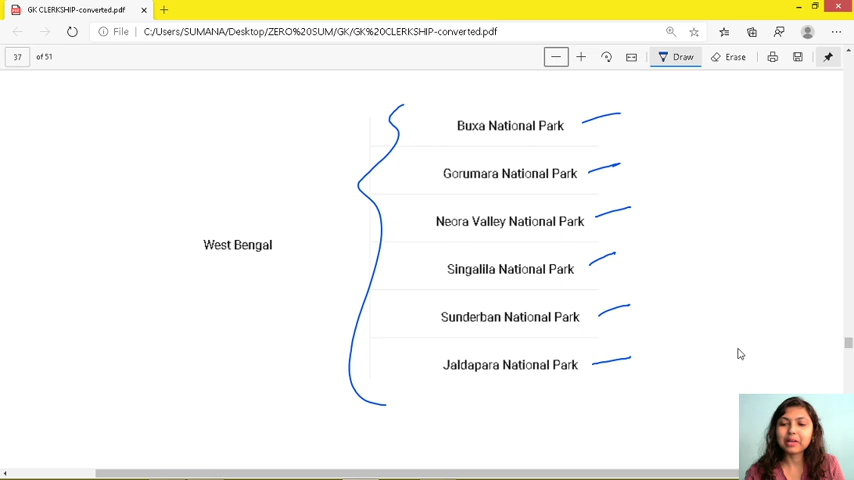 GK CLERKSHIP-converted.pdf
File
C:/Users/SUMANA/Desktop/ZERO%20SUM/GK/GK%20CLERKSHIP-converted.pdf
37 of 51
Draw
Erase
Buxa National Park
Gorumara National Park
Neora Valley National Park
West Bengal
Singalila National Park
Sunderban National Park
Jaldapara National Park